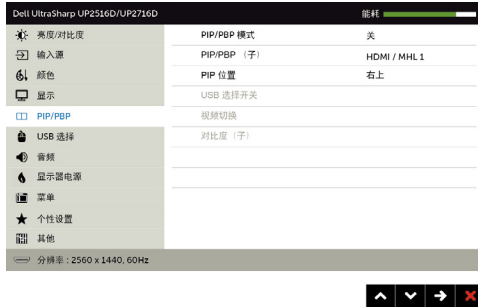 Dell UltraSharp UP2516D/UP2716D 能耗
亮度/对比度 PIP/PBP 模式 关
输入源 PIP/PBP （子） HDMI / MHL 1
颜色 PIP 位置 右上
显示 USB 选择开关
PIP/PBP 视频切换
USB 选择 对比度（子）
音频
显示器电源
菜单
个性设置
其他
分辨率 : 2560 x 1440, 60Hz